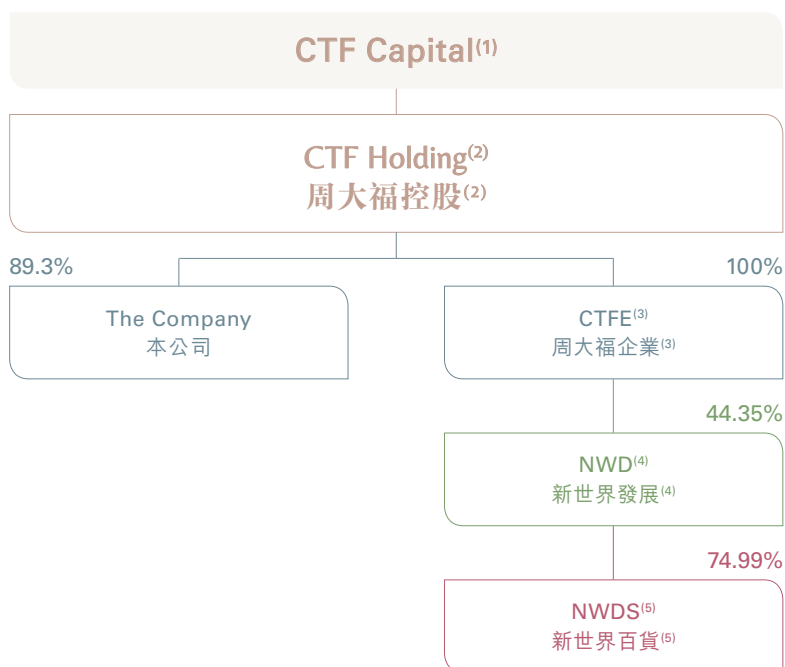 CTF Capital(1)
CTF Holding(2)
周大福控股(2)
89.3%
100%
The Company
本公司
CTFE(3)
周大福企業(3)
44.35%
NWD(4)
新世界發展(4)
74.99%
NWDS(5)
新世界百貨(5)